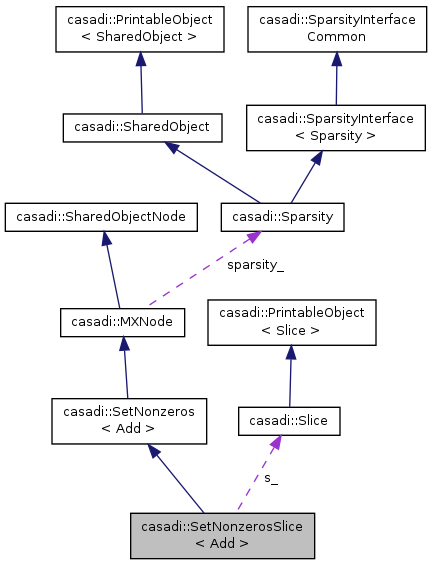 casadi::PrintableObject
< SharedObject >
casadi::SparsityInterface
Common
casadi::SharedObject
casadi::SparsityInterface
< Sparsity >
casadi::SharedObjectNode
casadi::Sparsity
sparsity_
casadi::MXNode
casadi::PrintableObject
< Slice >
casadi::SetNonzeros
< Add >
casadi::Slice
s_
casadi::SetNonzerosSlice
< Add >